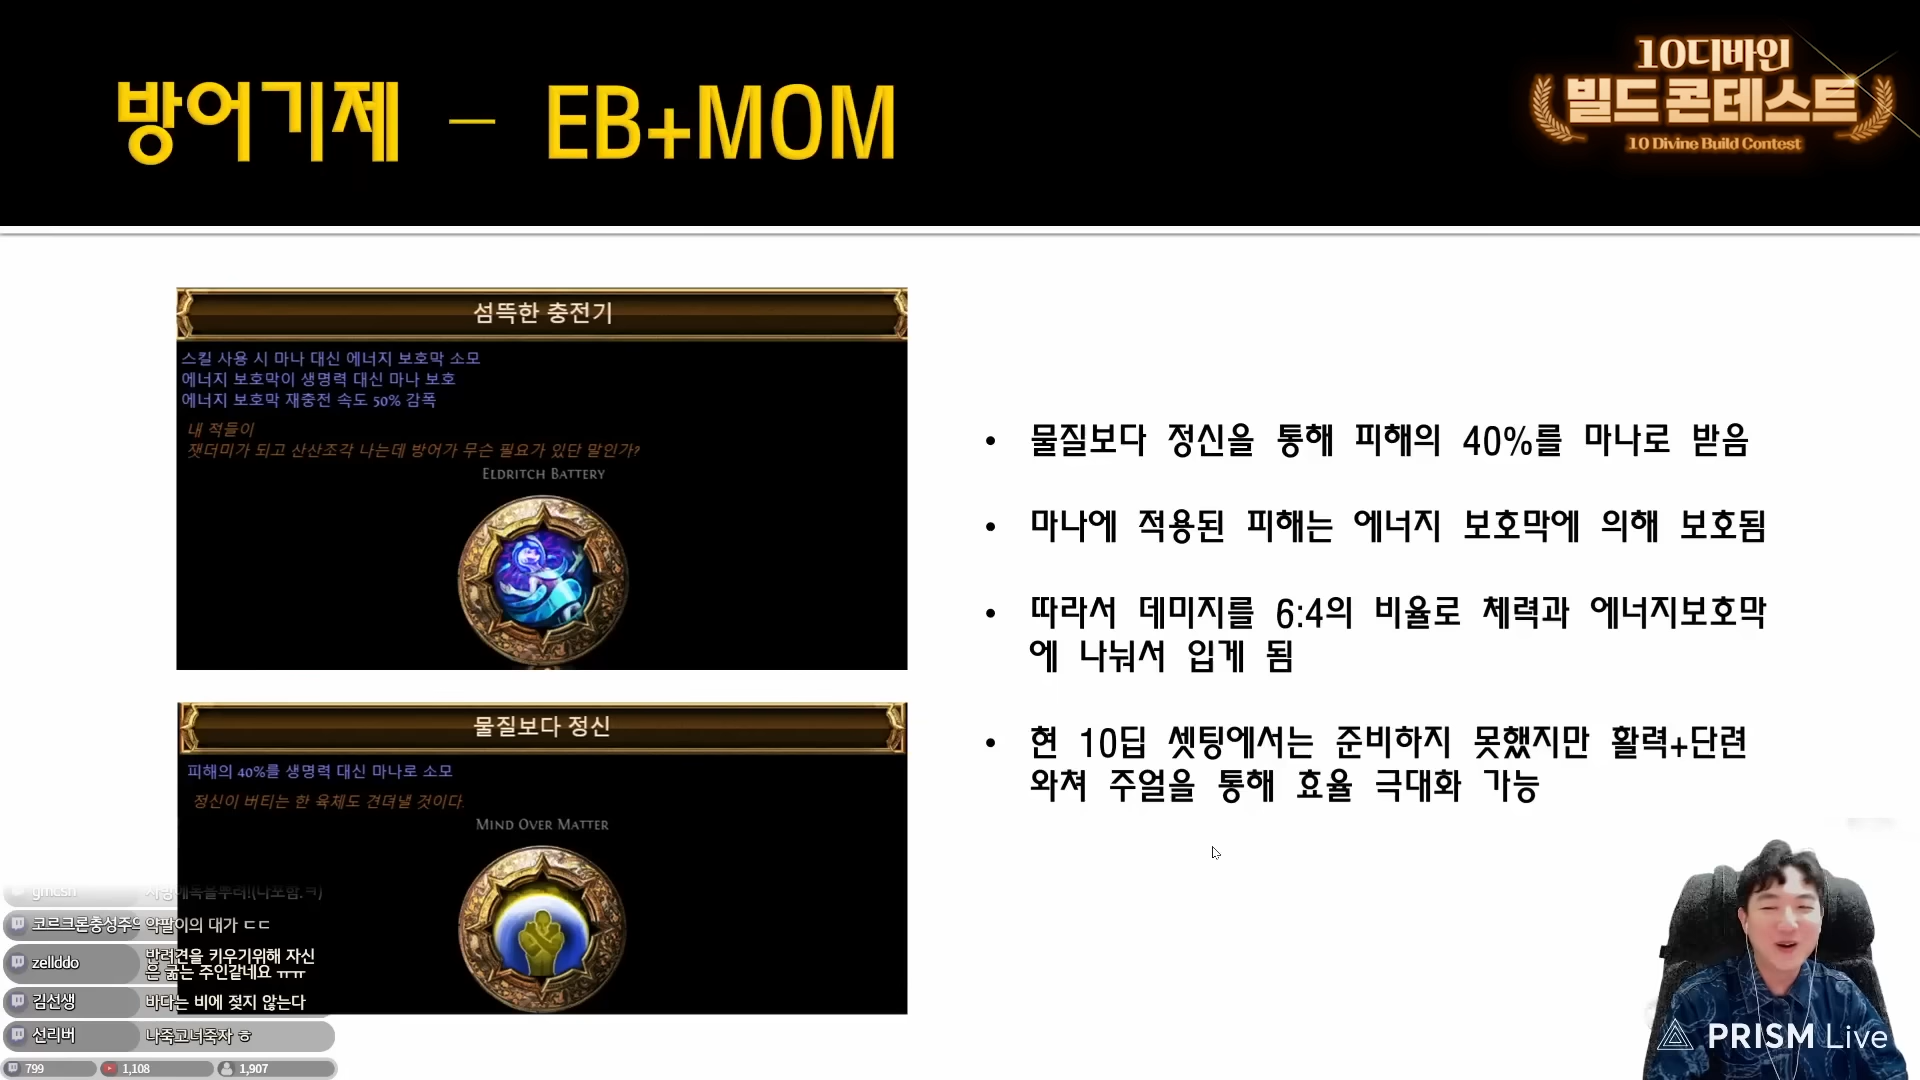 방어기제 – EB+MOM
10디바인
빌드 콘테스트
10 Divine Build Contest
섬뜩한 충전기
스킬 사용 시 마나 대신 에너지 보호막 소모
에너지 보호막이 생명력 대신 마나 보호
에너지 보호막 재충전 속도 50% 감폭
내 적들이
잿더미가 되고 산산조각 나는데 방어가 무슨 필요가 있단 말인가?
Eldritch Battery
물질보다 정신
피해의 40%를 생명력 대신 마나로 소모
정신이 버티는 한 육체도 견뎌낼 것이다.
Mind Over Matter
• 물질보다 정신을 통해 피해의 40%를 마나로 받음
• 마나에 적용된 피해는 에너지 보호막에 의해 보호됨
• 따라서 데미지를 6:4의 비율로 체력과 에너지보호막
에 나눠서 입게 됨
• 현 10딥 셋팅에서는 준비하지 못했지만 활력+단련
와쳐 주얼을 통해 효율 극대화 가능
gmesh
코르크론충성주의 약팔이의 대가 ㄷㄷ
zellddo 반려견을 키우기위해 자신
은 굶는 주인같네요 ㅠㅠ
김선생 바다는 비에 젖지 않는다
선리버 나죽고너죽자 ㅎ
799 1,108 1,907
PRISM Live